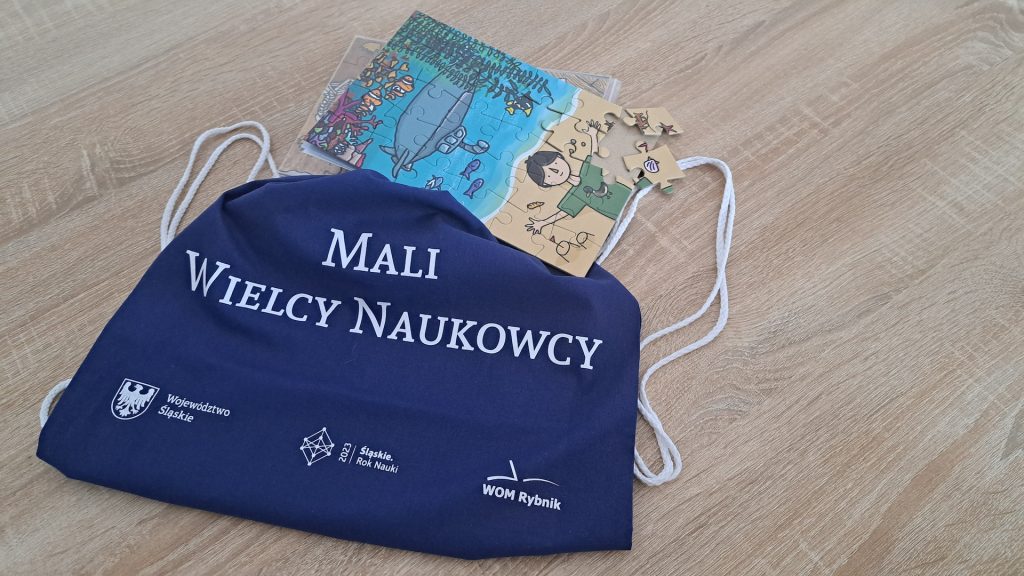 Mali
Wielcy Naukowcy
Województwo
Śląskie
2023
Śląskie.
Rok Nauki
WOM Rybnik